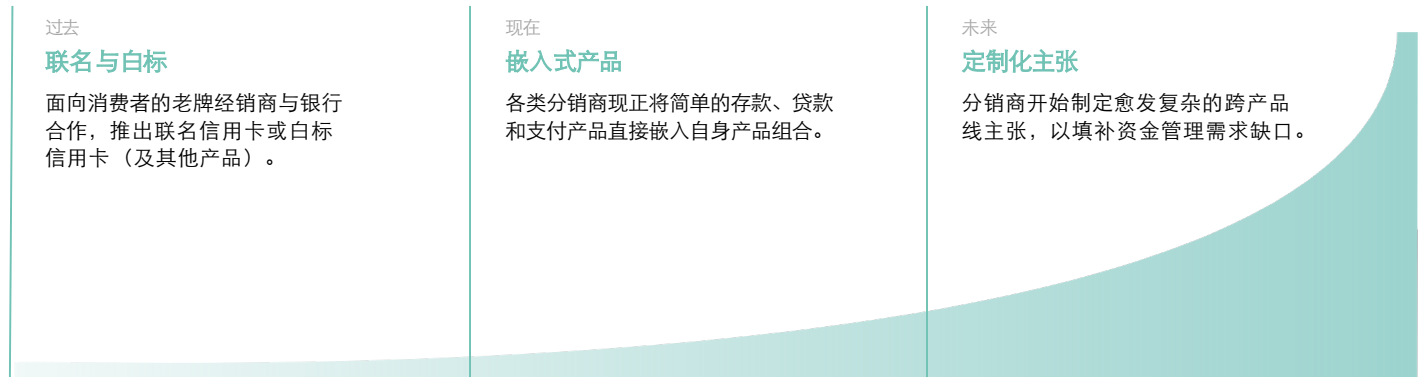 过去
联名与白标
面向消费者的老牌经销商与银行
合作，推出联名信用卡或白标
信用卡（及其他产品）。
现在
嵌入式产品
各类分销商现正将简单的存款、贷款
和支付产品直接嵌入自身产品组合。
未来
定制化主张
分销商开始制定愈发复杂的跨产品
线主张，以填补资金管理需求缺口。